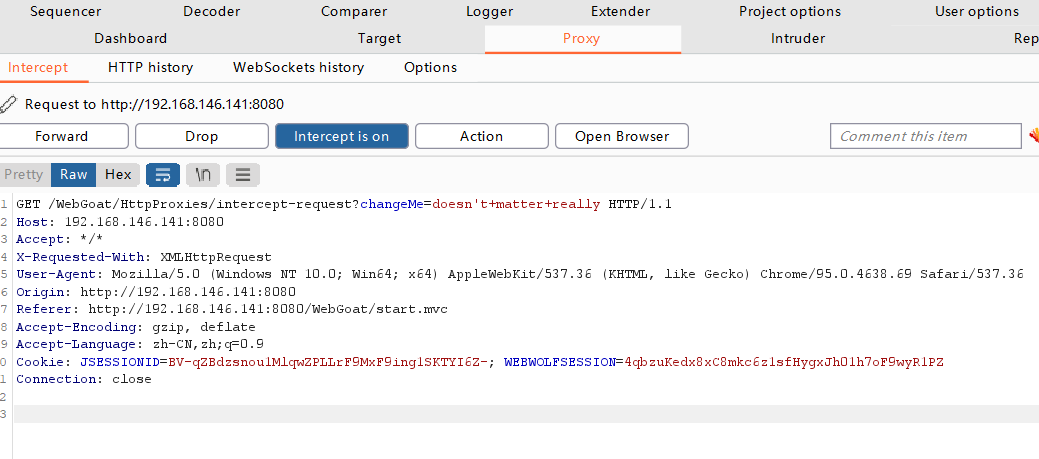 Sequencer Decoder Comparer Logger Extender Project options User options
Dashboard Target Proxy Intruder Rep
Intercept HTTP history WebSockets history Options
Request to http://192.168.146.141:8080
Forward Drop Intercept is on Action Open Browser Comment this item
Pretty Raw Hex \n
1 GET /WebGoat/HttpProxies/intercept-request?changeMe=doesn't+matter+really HTTP/1.1
2 Host: 192.168.146.141:8080
3 Accept: */*
4 X-Requested-With: XMLHttpRequest
5 User-Agent: Mozilla/5.0 (Windows NT 10.0; Win64; x64) AppleWebKit/537.36 (KHTML, like Gecko) Chrome/95.0.4638.69 Safari/537.36
6 Origin: http://192.168.146.141:8080
7 Referer: http://192.168.146.141:8080/WebGoat/start.mvc
8 Accept-Encoding: gzip, deflate
9 Accept-Language: zh-CN,zh;q=0.9
0 Cookie: JSESSIONID=BV-qZBdzsnou1MlqwZPLLrF9MxF9ing1SKTYI6Z-; WEBWOLFSESSION=4qbzuKedx8xC8mkc6z1sfHygxJhO1h7oF9wyR1PZ
1 Connection: close
2
3